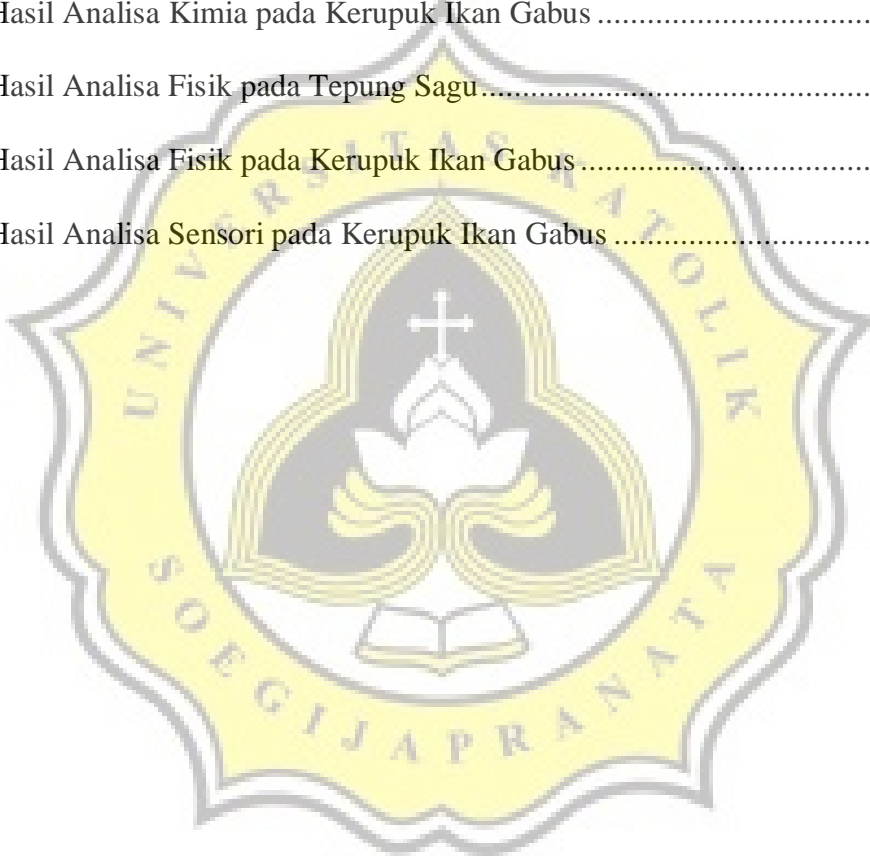 Hasil Analisa Kimia pada Kerupuk Ikan Gabus ................................
Hasil Analisa Fisik pada Tepung Sagu..............................................
Hasil Analisa Fisik pada Kerupuk Ikan Gabus ..................................
Hasil Analisa Sensori pada Kerupuk Ikan Gabus ..............................
UNIVERSITAS KATOLIK
SOEGIJAPRANATA